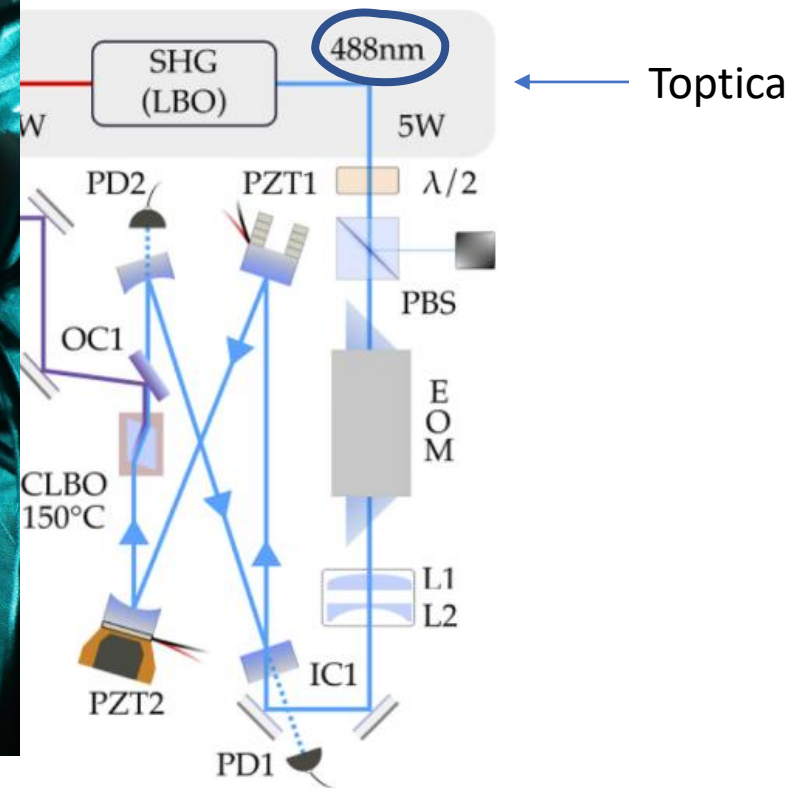 SHG
(LBO)
488nm
Toptica
W
5W
PD2
PZT1
λ/2
PBS
OC1
E
O
M
CLBO
150°C
L1
L2
IC1
PZT2
PD1